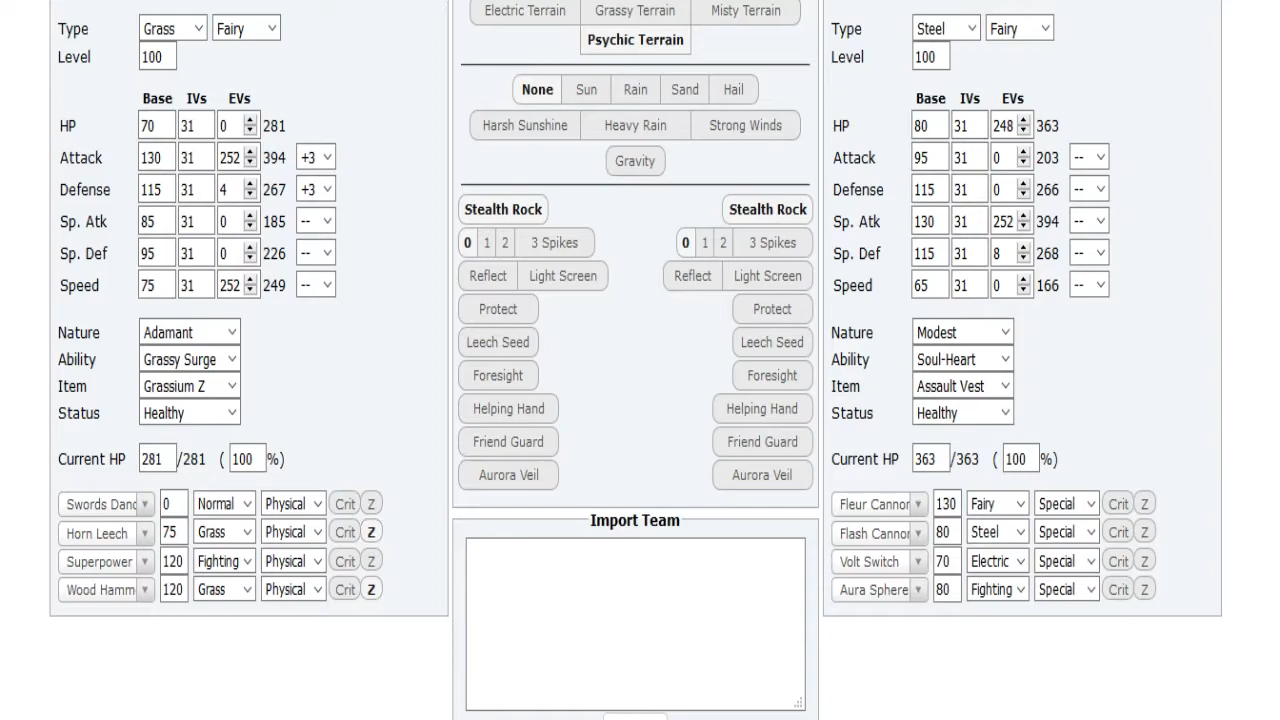 Electric Terrain Grassy Terrain Misty Terrain
Psychic Terrain
None Sun Rain Sand Hail
Harsh Sunshine Heavy Rain Strong Winds
Gravity
Stealth Rock Stealth Rock
0 1 2 3 Spikes 0 1 2 3 Spikes
Reflect Light Screen Reflect Light Screen
Protect Protect
Leech Seed Leech Seed
Foresight Foresight
Helping Hand Helping Hand
Friend Guard Friend Guard
Aurora Veil Aurora Veil
Import Team
Type Grass Fairy
Level 100
Base IVs EVs
HP 70 31 0 281
Attack 130 31 252 394 +3
Defense 115 31 4 267 +3
Sp. Atk 85 31 0 185 --
Sp. Def 95 31 0 226 --
Speed 75 31 252 249 --
Nature Adamant
Ability Grassy Surge
Item Grassium Z
Status Healthy
Current HP 281 /281 ( 100 %)
Swords Danc 0 Normal Physical Crit Z
Horn Leech 75 Grass Physical Crit Z
Superpower 120 Fighting Physical Crit Z
Wood Hamm 120 Grass Physical Crit Z
Type Steel Fairy
Level 100
Base IVs EVs
HP 80 31 248 363
Attack 95 31 0 203 --
Defense 115 31 0 266 --
Sp. Atk 130 31 252 394 --
Sp. Def 115 31 8 268 --
Speed 65 31 0 166 --
Nature Modest
Ability Soul-Heart
Item Assault Vest
Status Healthy
Current HP 363 /363 ( 100 %)
Fleur Cannor 130 Fairy Special Crit Z
Flash Cannor 80 Steel Special Crit Z
Volt Switch 70 Electric Special Crit Z
Aura Sphere 80 Fighting Special Crit Z